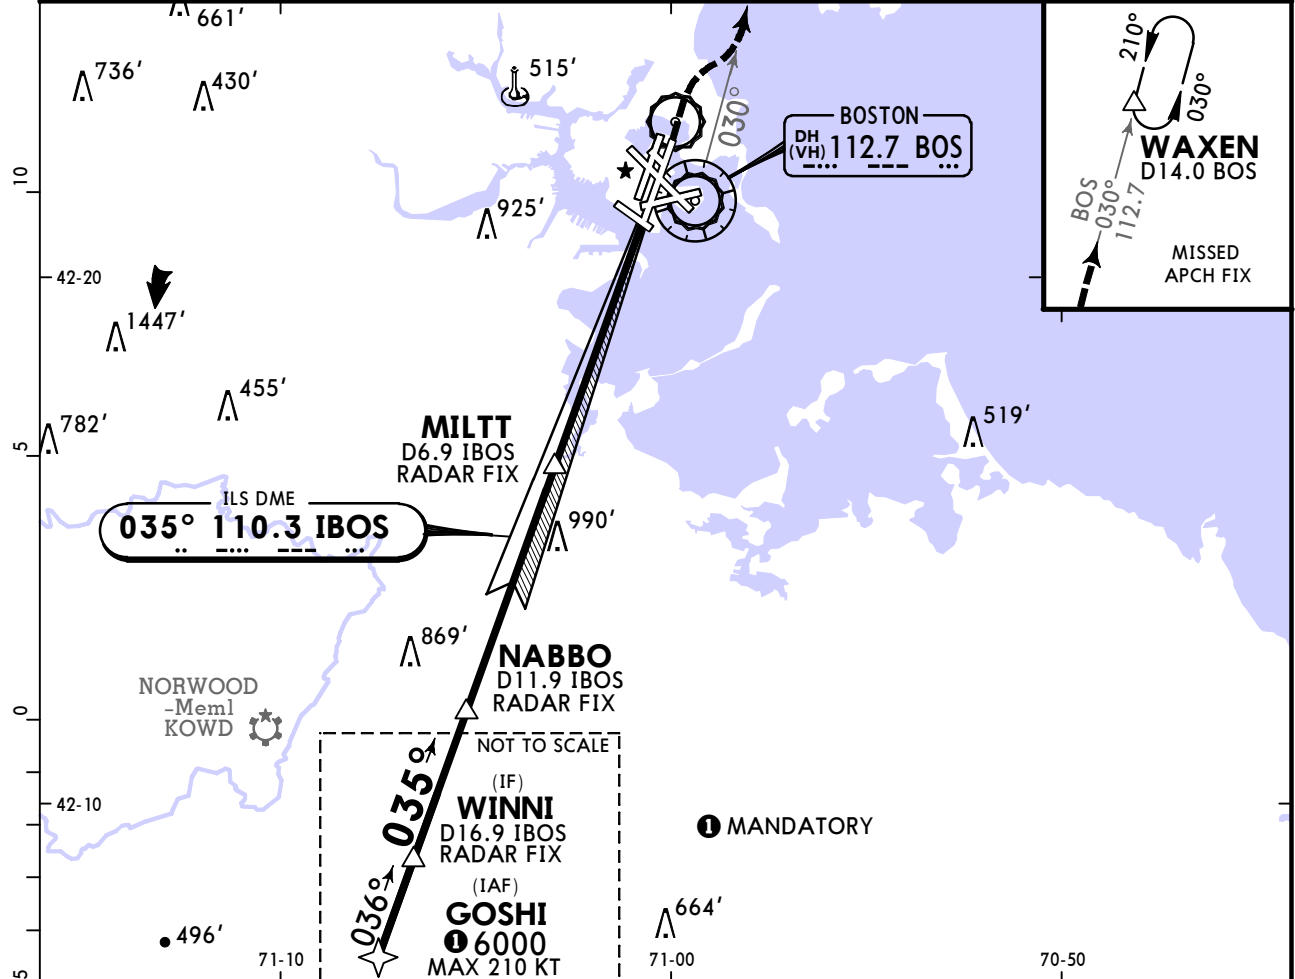 661'
736'
430'
515'
BOSTON
DH
(VH) 112.7 BOS
030°
210°
030°
WAXEN
D14.0 BOS
BOS
030°
112.7
MISSED
APCH FIX
10
925'
42-20
1447'
455'
782'
5
519'
MILTT
D6.9 IBOS
RADAR FIX
ILS DME
035° 110.3 IBOS
990'
869'
NABBO
D11.9 IBOS
RADAR FIX
NORWOOD
-Meml
KOWD
0
NOT TO SCALE
035°
(IF)
WINNI
D16.9 IBOS
RADAR FIX
42-10
1 MANDATORY
036°
(IAF)
GOSHI
1 6000
MAX 210 KT
664'
496'
71-10
71-00
70-50
5